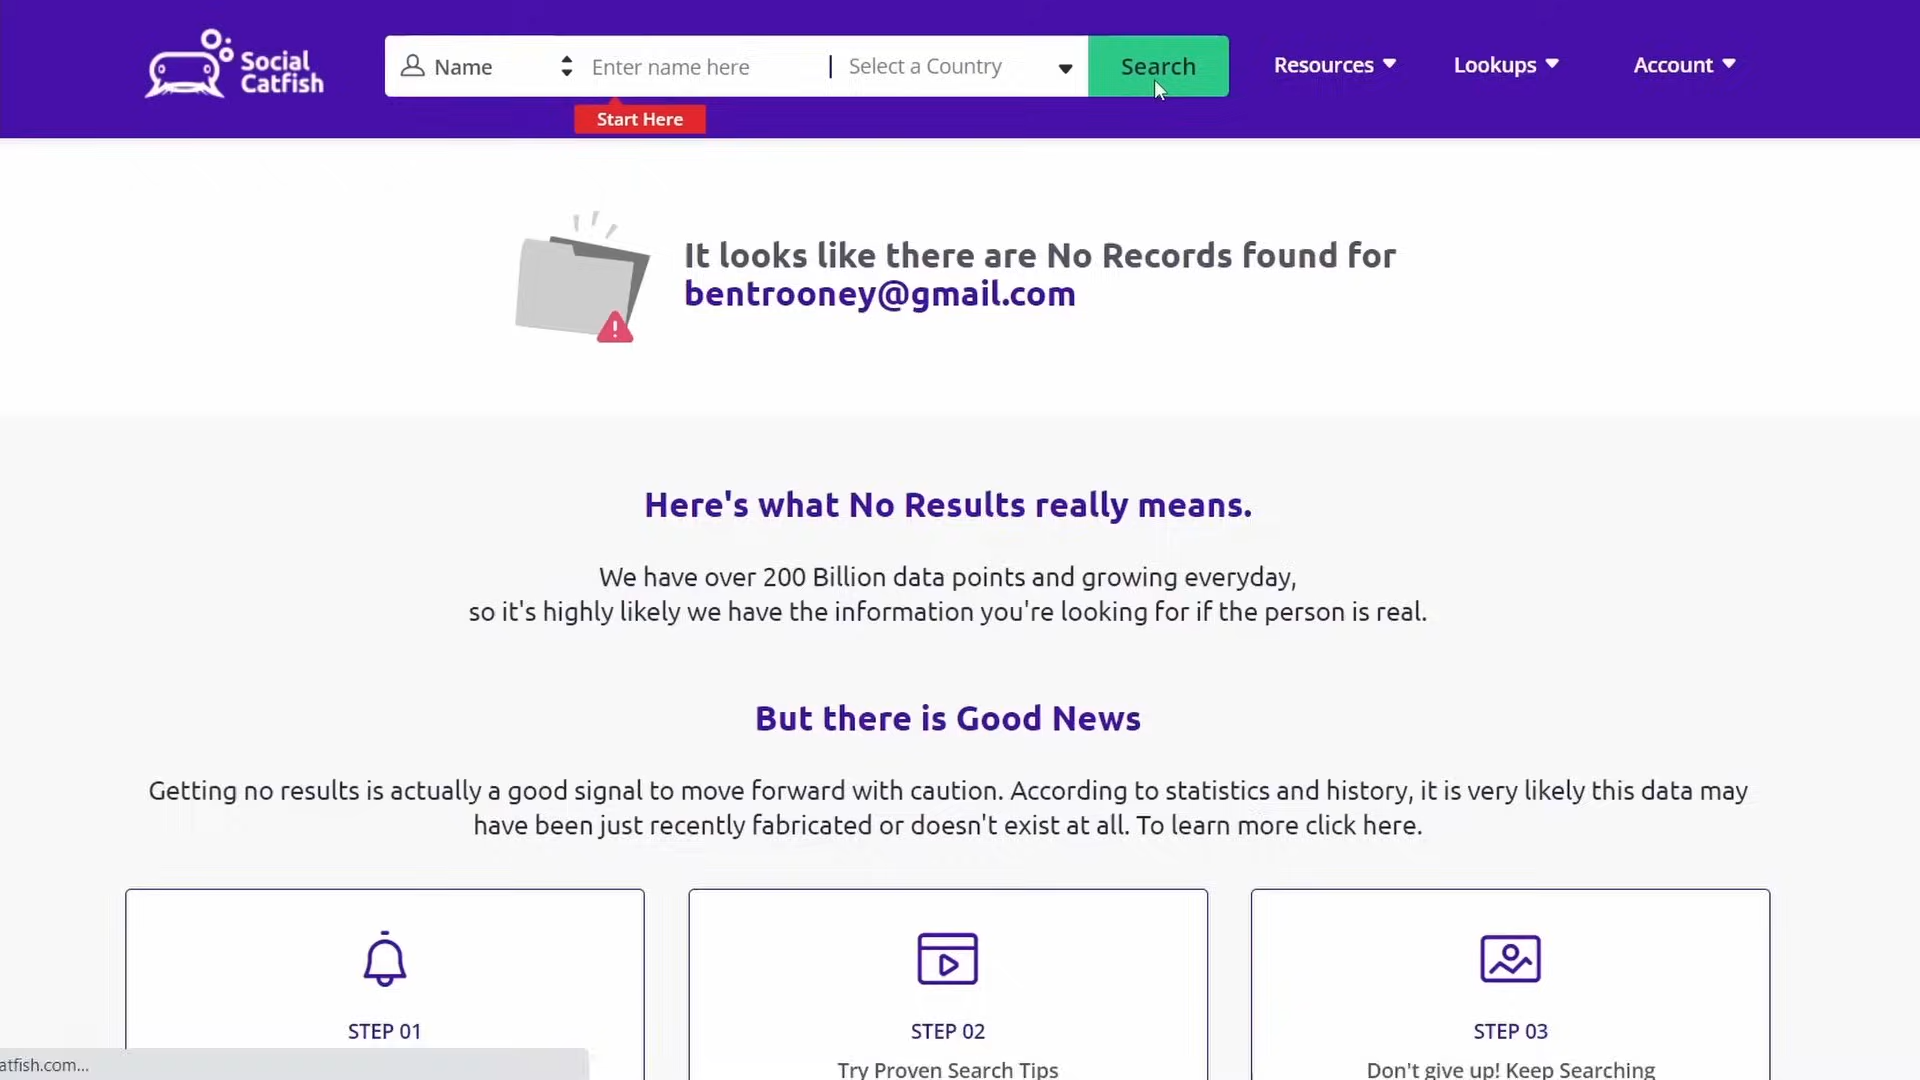 Social
Catfish
Name
Enter name here
Select a Country
Search
Resources
Lookups
Account
Start Here
It looks like there are No Records found for
bentrooney@gmail.com
Here's what No Results really means.
We have over 200 Billion data points and growing everyday,
so it's highly likely we have the information you're looking for if the person is real.
But there is Good News
Getting no results is actually a good signal to move forward with caution. According to statistics and history, it is very likely this data may
have been just recently fabricated or doesn't exist at all. To learn more click here.
STEP 01
STEP 02
STEP 03
Try Proven Search Tips
Don't give up! Keep Searching
atfish.com...